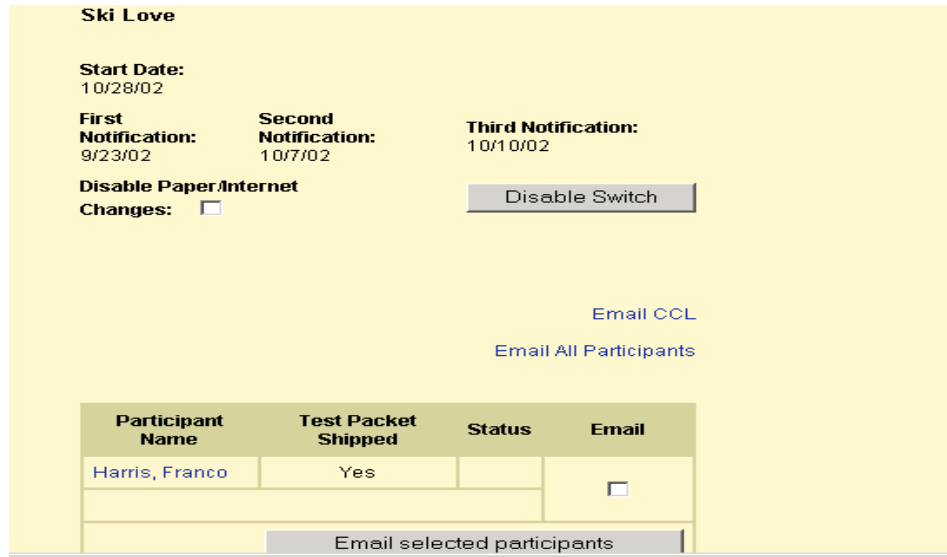 Ski Love
Start Date:
10/28/02
First Notification:
9/23/02
Second Notification:
10/7/02
Third Notification:
10/10/02
Disable Paper/Internet
Changes:
Disable Switch
Email CCL
Email All Participants
Participant Name
Test Packet Shipped
Status
Email
Harris, Franco
Yes
Email selected participants